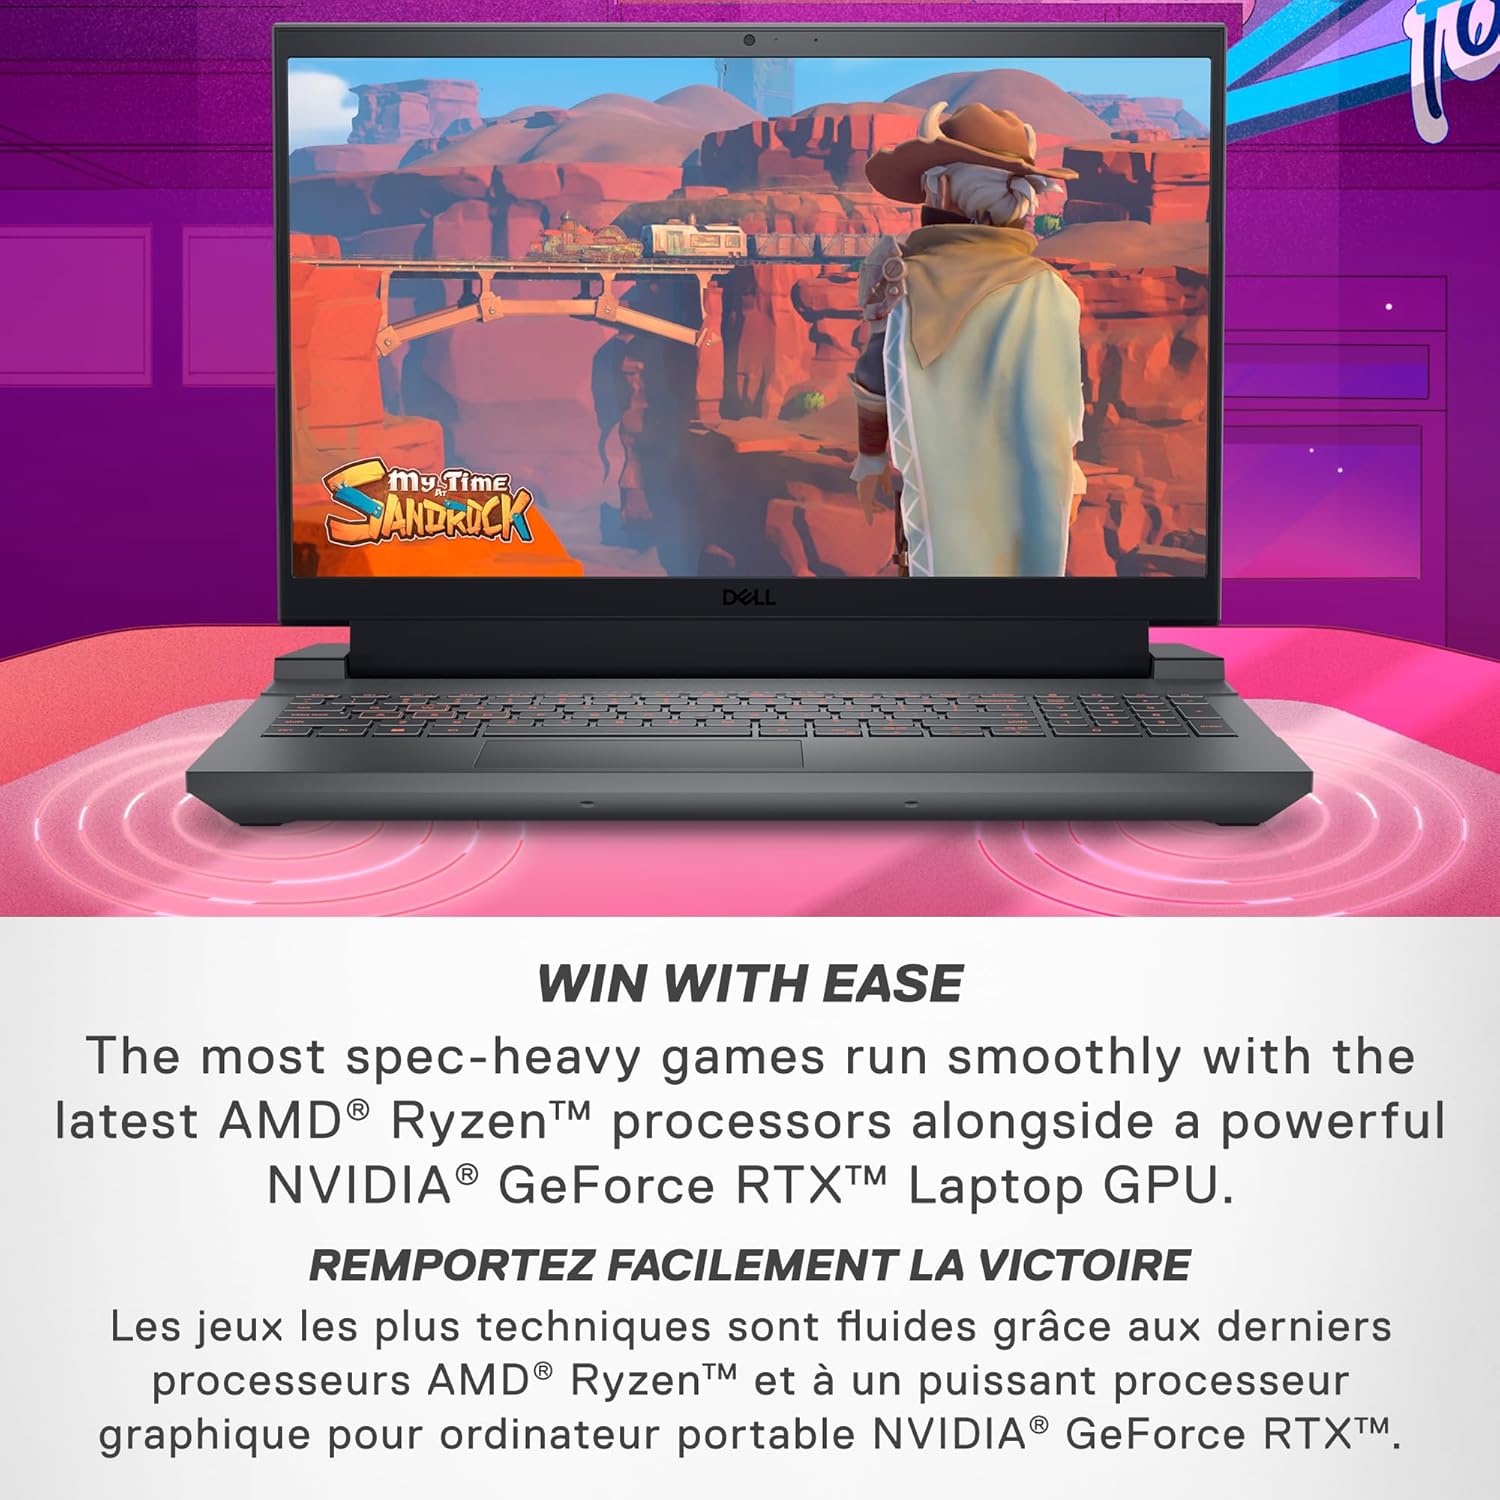 TO
My Time
AT
SANDROCK
DELL
WIN WITH EASE
The most spec-heavy games run smoothly with the
latest AMD® Ryzen™ processors alongside a powerful
NVIDIA® GeForce RTX™ Laptop GPU.
REMPORTEZ FACILEMENT LA VICTOIRE
Les jeux les plus techniques sont fluides grâce aux derniers
processeurs AMD® Ryzen™ et à un puissant processeur
graphique pour ordinateur portable NVIDIA® GeForce RTX™.